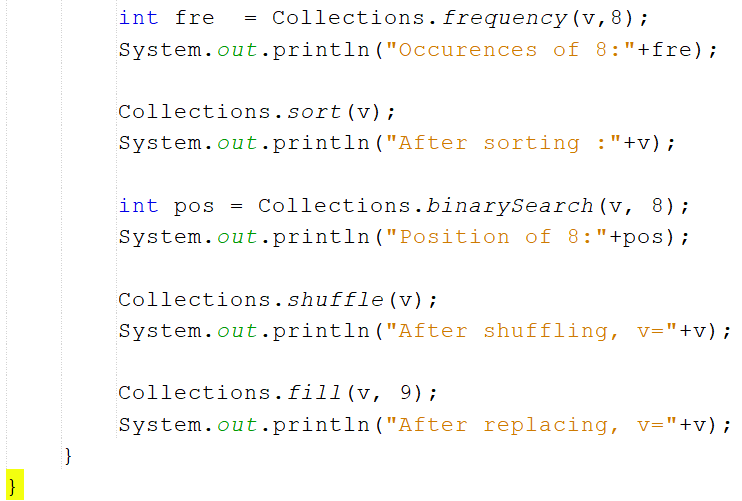 int fre  = Collections.frequency(v,8);
System.out.println("Occurences of 8:"+fre);
Collections.sort(v);
System.out.println("After sorting :"+v);
int pos = Collections.binarySearch(v, 8);
System.out.println("Position of 8:"+pos);
Collections.shuffle(v);
System.out.println("After shuffling, v="+v);
Collections.fill(v, 9);
System.out.println("After replacing, v="+v);
}
}